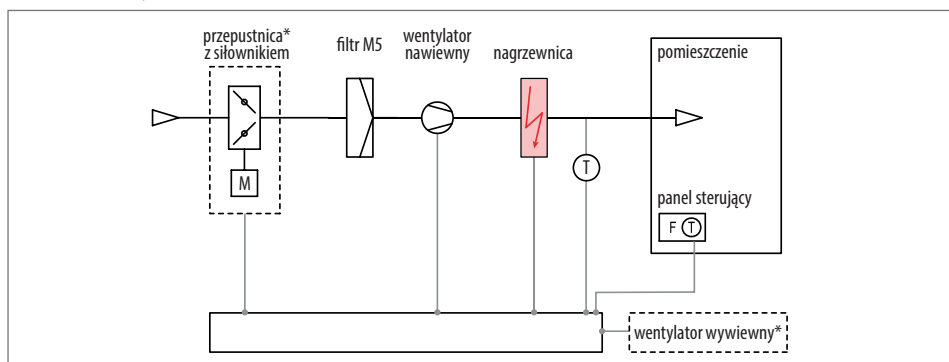 przepustnica*
z siłownikiem
filtr M5
wentylator
nawiewny
nagrzewnica
pomieszczenie
M
T
panel sterujący
F T
wentylator wywiewny*